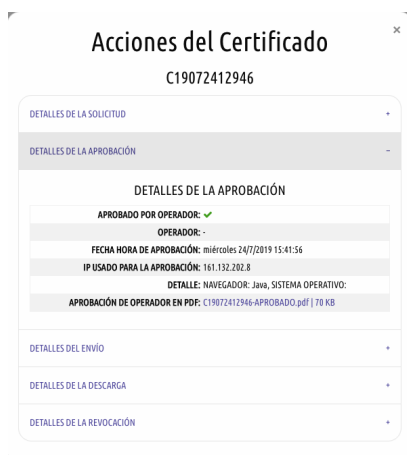 ×
Acciones del Certificado
C19072412946
DETALLES DE LA SOLICITUD +
DETALLES DE LA APROBACIÓN −
DETALLES DE LA APROBACIÓN
APROBADO POR OPERADOR: ✔
OPERADOR: -
FECHA HORA DE APROBACIÓN: miércoles 24/7/2019 15:41:56
IP USADO PARA LA APROBACIÓN: 161.132.202.8
DETALLE: NAVEGADOR: Java, SISTEMA OPERATIVO:
APROBACIÓN DE OPERADOR EN PDF: C19072412946-APROBADO.pdf | 70 KB
DETALLES DEL ENVÍO +
DETALLES DE LA DESCARGA +
DETALLES DE LA REVOCACIÓN +